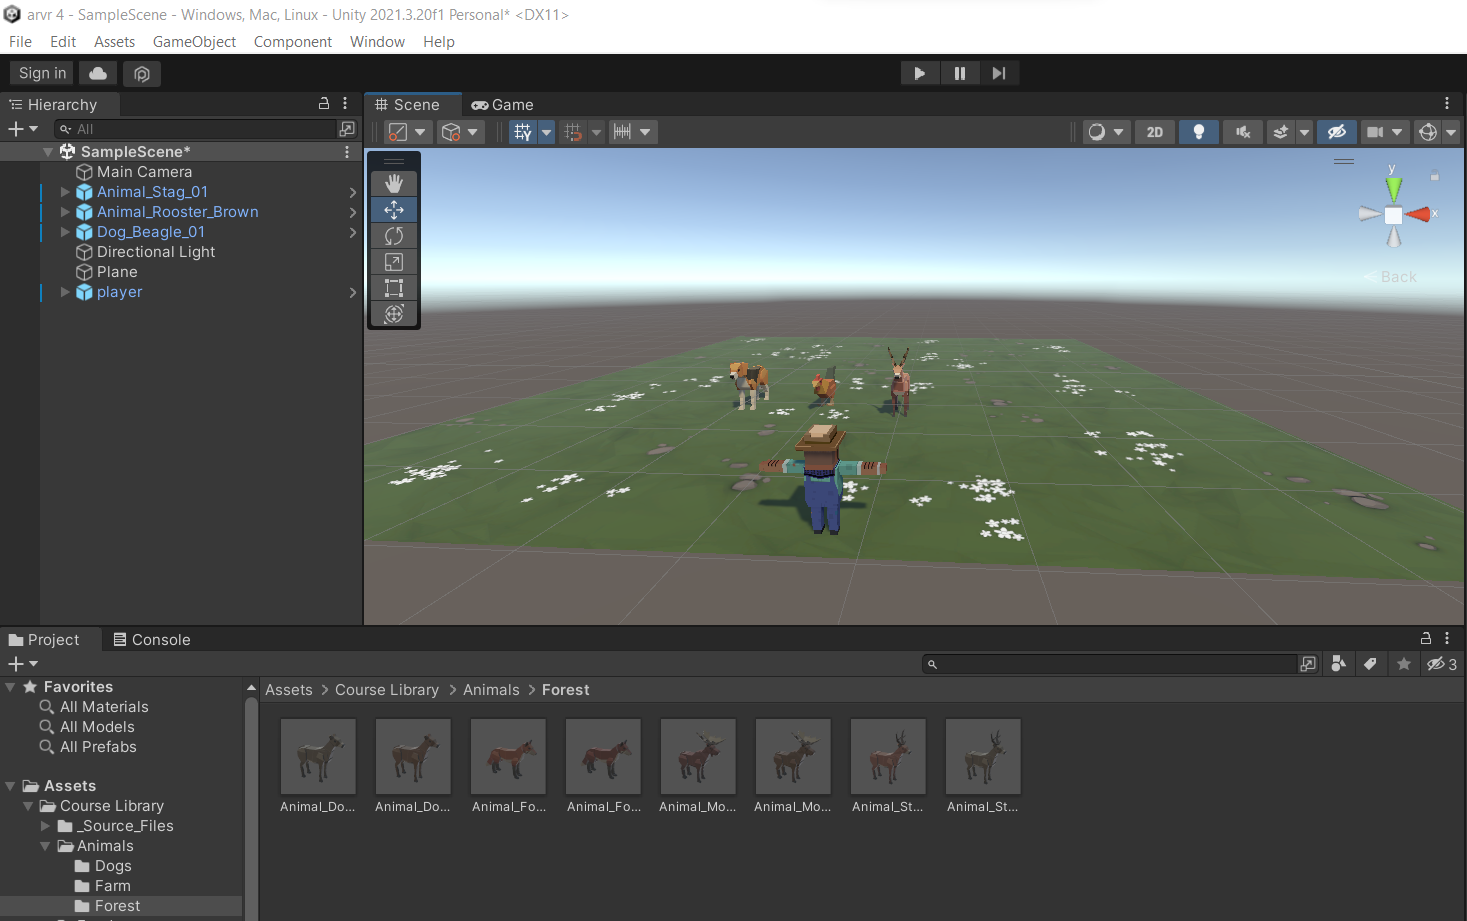 arvr 4 - SampleScene - Windows, Mac, Linux - Unity 2021.3.20f1 Personal* <DX11>
File Edit Assets GameObject Component Window Help
Sign in
Hierarchy
All
SampleScene*
Main Camera
Animal_Stag_01
Animal_Rooster_Brown
Dog_Beagle_01
Directional Light
Plane
player
Scene Game
2D
y
x
Back
Project Console
3
Favorites
All Materials
All Models
All Prefabs
Assets
Course Library
_Source_Files
Animals
Dogs
Farm
Forest
Assets > Course Library > Animals > Forest
Animal_Do... Animal_Do... Animal_Fo... Animal_Fo... Animal_Mo... Animal_Mo... Animal_St... Animal_St...